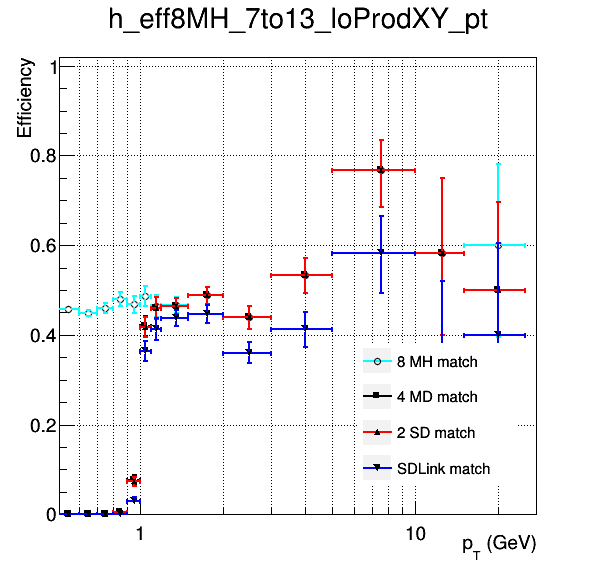 h_eff8MH_7to13_loProdXY_pt
Efficiency
1
0.8
0.6
0.4
0.2
0
8 MH match
4 MD match
2 SD match
SDLink match
1
10
p_T (GeV)